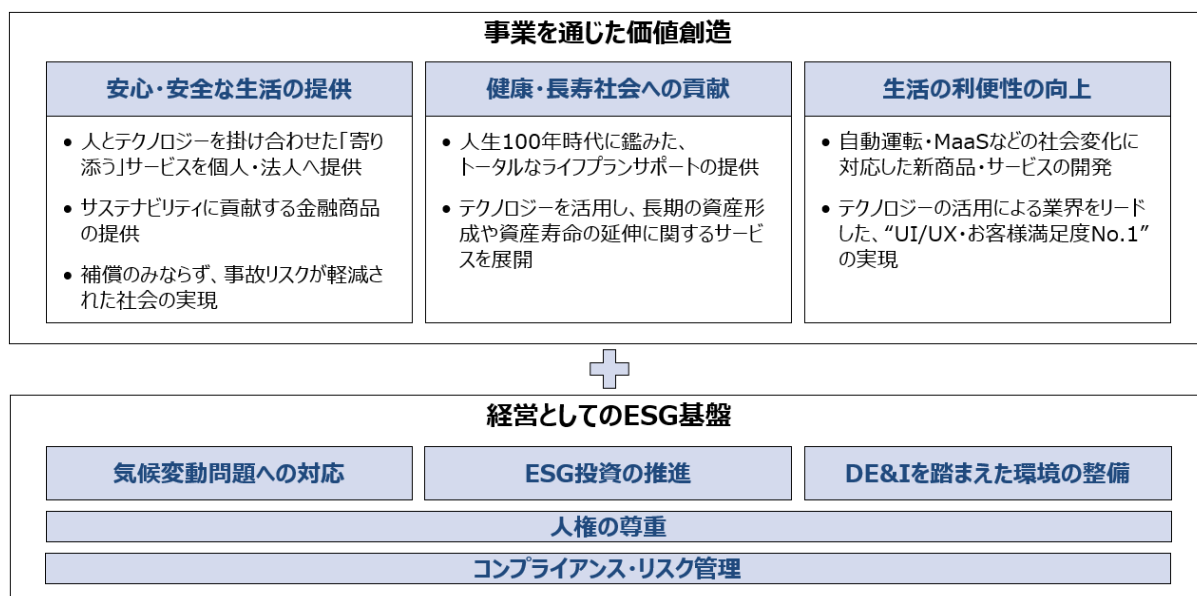 事業を通じた価値創造
安心・安全な生活の提供
• 人とテクノロジーを掛け合わせた「寄り
添う」サービスを個人・法人へ提供
• サステナビリティに貢献する金融商品
の提供
• 補償のみならず、事故リスクが軽減さ
れた社会の実現
健康・長寿社会への貢献
• 人生100年時代に鑑みた、
トータルなライフプランサポートの提供
• テクノロジーを活用し、長期の資産形
成や資産寿命の延伸に関するサービ
スを展開
生活の利便性の向上
• 自動運転・MaaSなどの社会変化に
対応した新商品・サービスの開発
• テクノロジーの活用による業界をリード
した、“UI/UX・お客様満足度No.1”
の実現
経営としてのESG基盤
気候変動問題への対応
ESG投資の推進
DE&Iを踏まえた環境の整備
人権の尊重
コンプライアンス・リスク管理